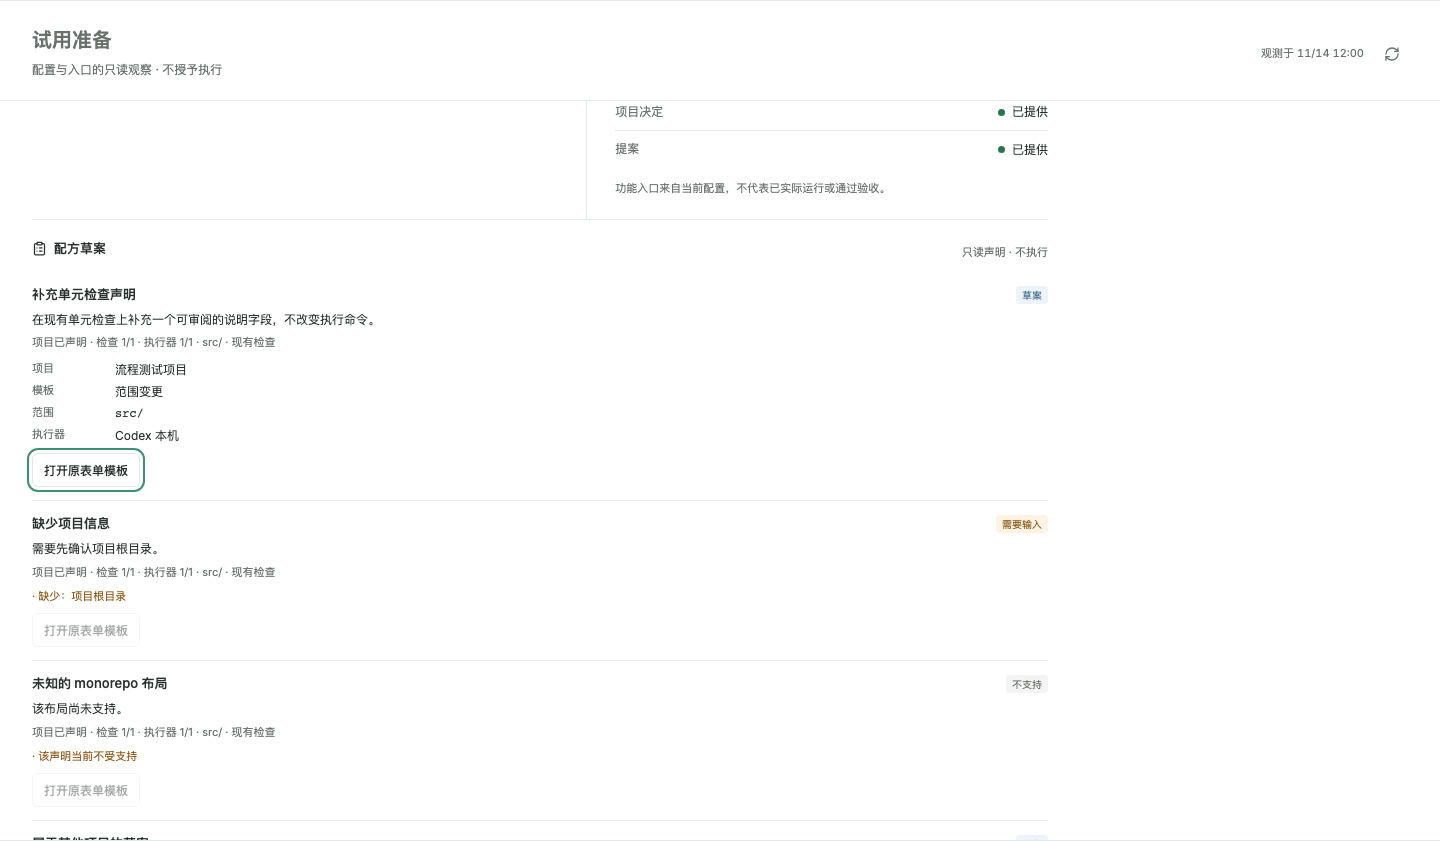 试用准备
配置与入口的只读观察 · 不授予执行
观测于 11/14 12:00
项目决定
已提供
提案
已提供
功能入口来自当前配置，不代表已实际运行或通过验收。
配方草案
只读声明 · 不执行
补充单元检查声明
草案
在现有单元检查上补充一个可审阅的说明字段，不改变执行命令。
项目已声明 · 检查 1/1 · 执行器 1/1 · src/ · 现有检查
项目 流程测试项目
模板 范围变更
范围 src/
执行器 Codex 本机
打开原表单模板
缺少项目信息
需要输入
需要先确认项目根目录。
项目已声明 · 检查 1/1 · 执行器 1/1 · src/ · 现有检查
· 缺少：项目根目录
打开原表单模板
未知的 monorepo 布局
不支持
该布局尚未支持。
项目已声明 · 检查 1/1 · 执行器 1/1 · src/ · 现有检查
· 该声明当前不受支持
打开原表单模板